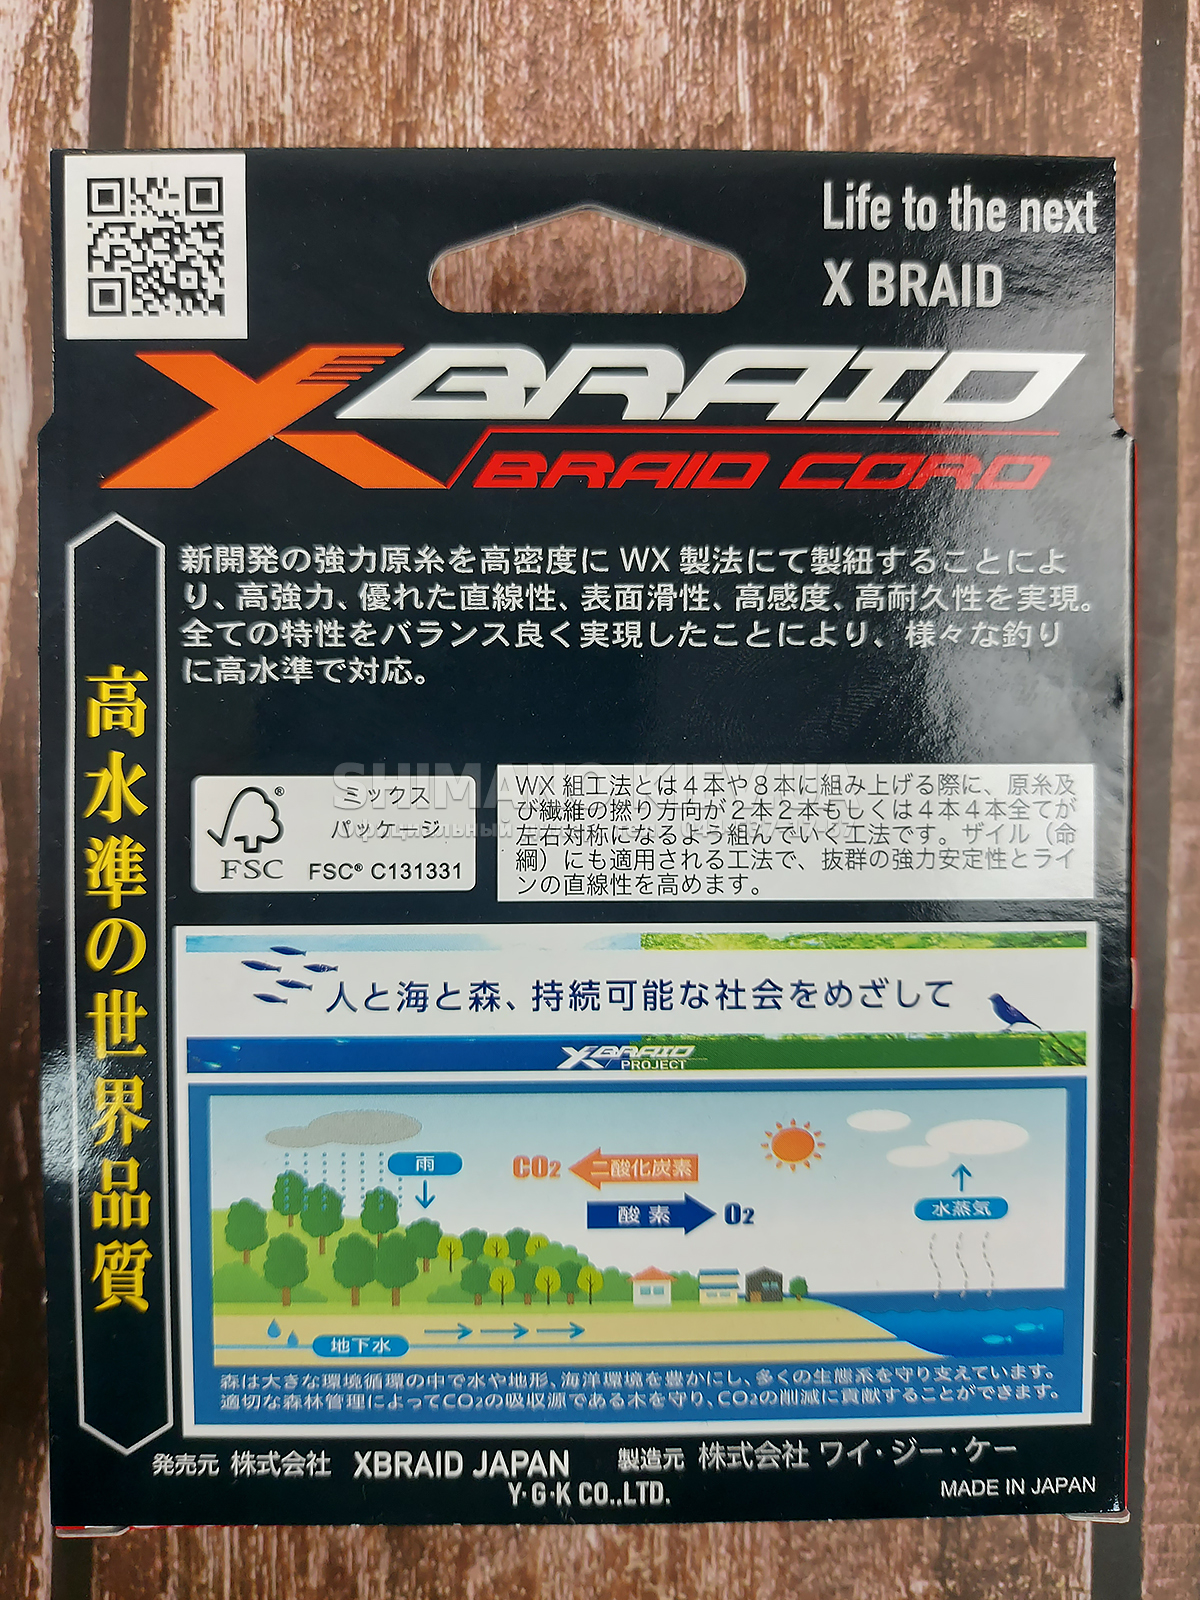 Life to the next
X BRAID
XBRAID
BRAID CORD
高水準の世界品質
新開発の強力原糸を高密度に WX 製法にて製紐することによ
り、高強力、優れた直線性、表面滑性、高感度、高耐久性を実現。
全ての特性をバランス良く実現したことにより、様々な釣り
に高水準で対応。
FSC®
ミックス
パッケージ
FSC® C131331
WX 組工法とは４本や８本に組み上げる際に、原糸及
び繊維の撚り方向が２本２本もしくは４本４本全てが
左右対称になるよう組んでいく工法です。ザイル（命
綱）にも適用される工法で、抜群の強力安定性とライ
ンの直線性を高めます。
SHIMANO
人と海と森、持続可能な社会をめざして
XBRAID
PROJECT
雨
CO2 二酸化炭素
酸素 O2
水蒸気
地下水
森は大きな環境循環の中で水や地形、海洋環境を豊かにし、多くの生態系を守り支えています。
適切な森林管理によってCO2の吸収源である木を守り、CO2の削減に貢献することができます。
発売元 株式会社 XBRAID JAPAN 製造元 株式会社 ワイ・ジー・ケー
Y·G·K CO.,LTD.
MADE IN JAPAN